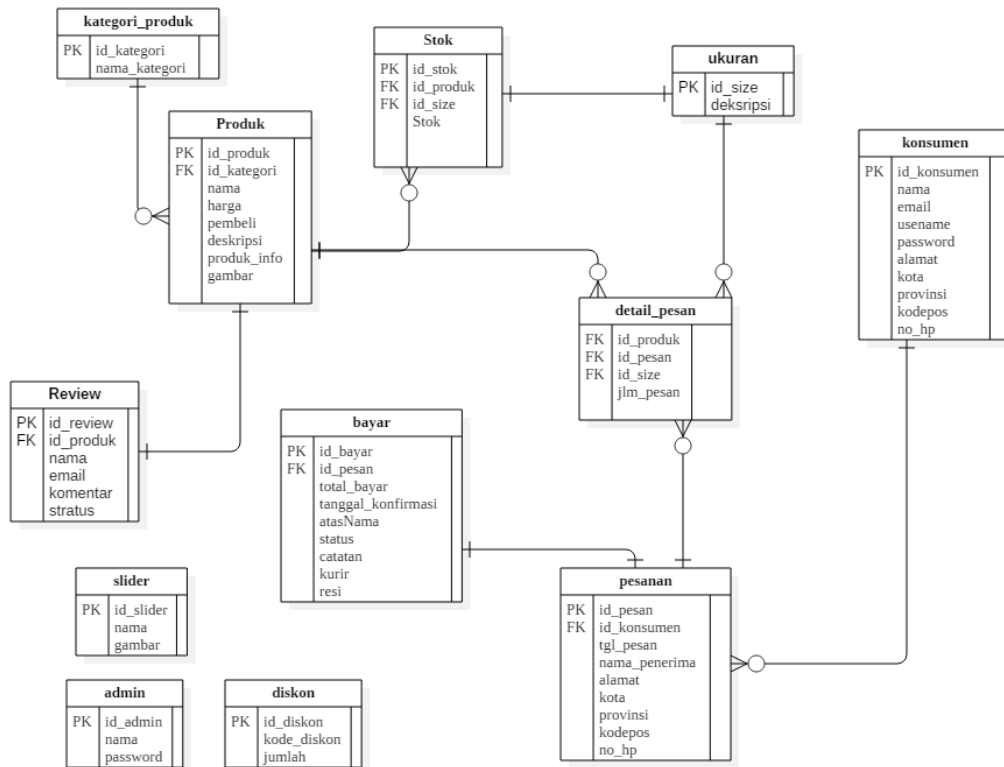 kategori_produk
PK id_kategori
nama_kategori
Stok
PK id_stok
FK id_produk
FK id_size
Stok
ukuran
PK id_size
deksripsi
Produk
PK id_produk
FK id_kategori
nama
harga
pembeli
deskripsi
produk_info
gambar
konsumen
PK id_konsumen
nama
email
usename
password
alamat
kota
provinsi
kodepos
no_hp
detail_pesan
FK id_produk
FK id_pesan
FK id_size
jlm_pesan
Review
PK id_review
FK id_produk
nama
email
komentar
stratus
bayar
PK id_bayar
FK id_pesan
total_bayar
tanggal_konfirmasi
atasNama
status
catatan
kurir
resi
slider
PK id_slider
nama
gambar
pesanan
PK id_pesan
FK id_konsumen
tgl_pesan
nama_penerima
alamat
kota
provinsi
kodepos
no_hp
admin
PK id_admin
nama
password
diskon
PK id_diskon
kode_diskon
jumlah